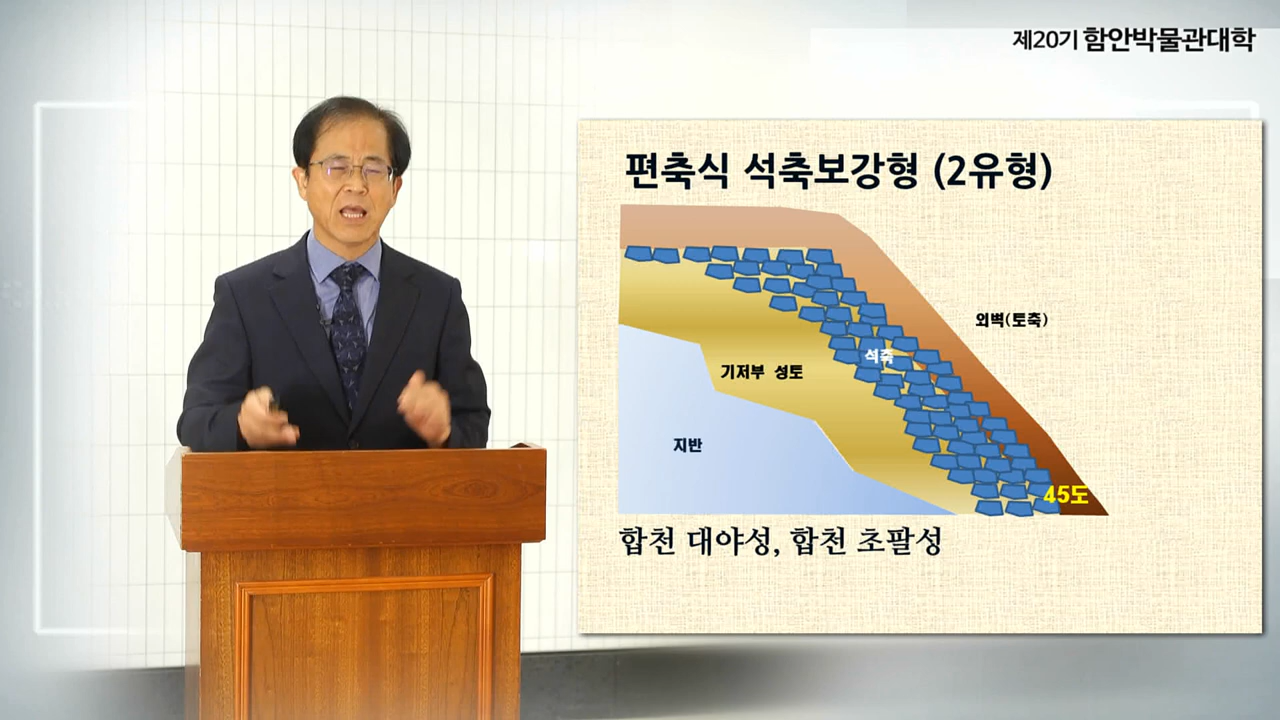 제20기 함안박물관대학
편축식 석축보강형 (2유형)
외벽(토축)
석축
기저부 성토
지반
45도
합천 대야성, 합천 초팔성